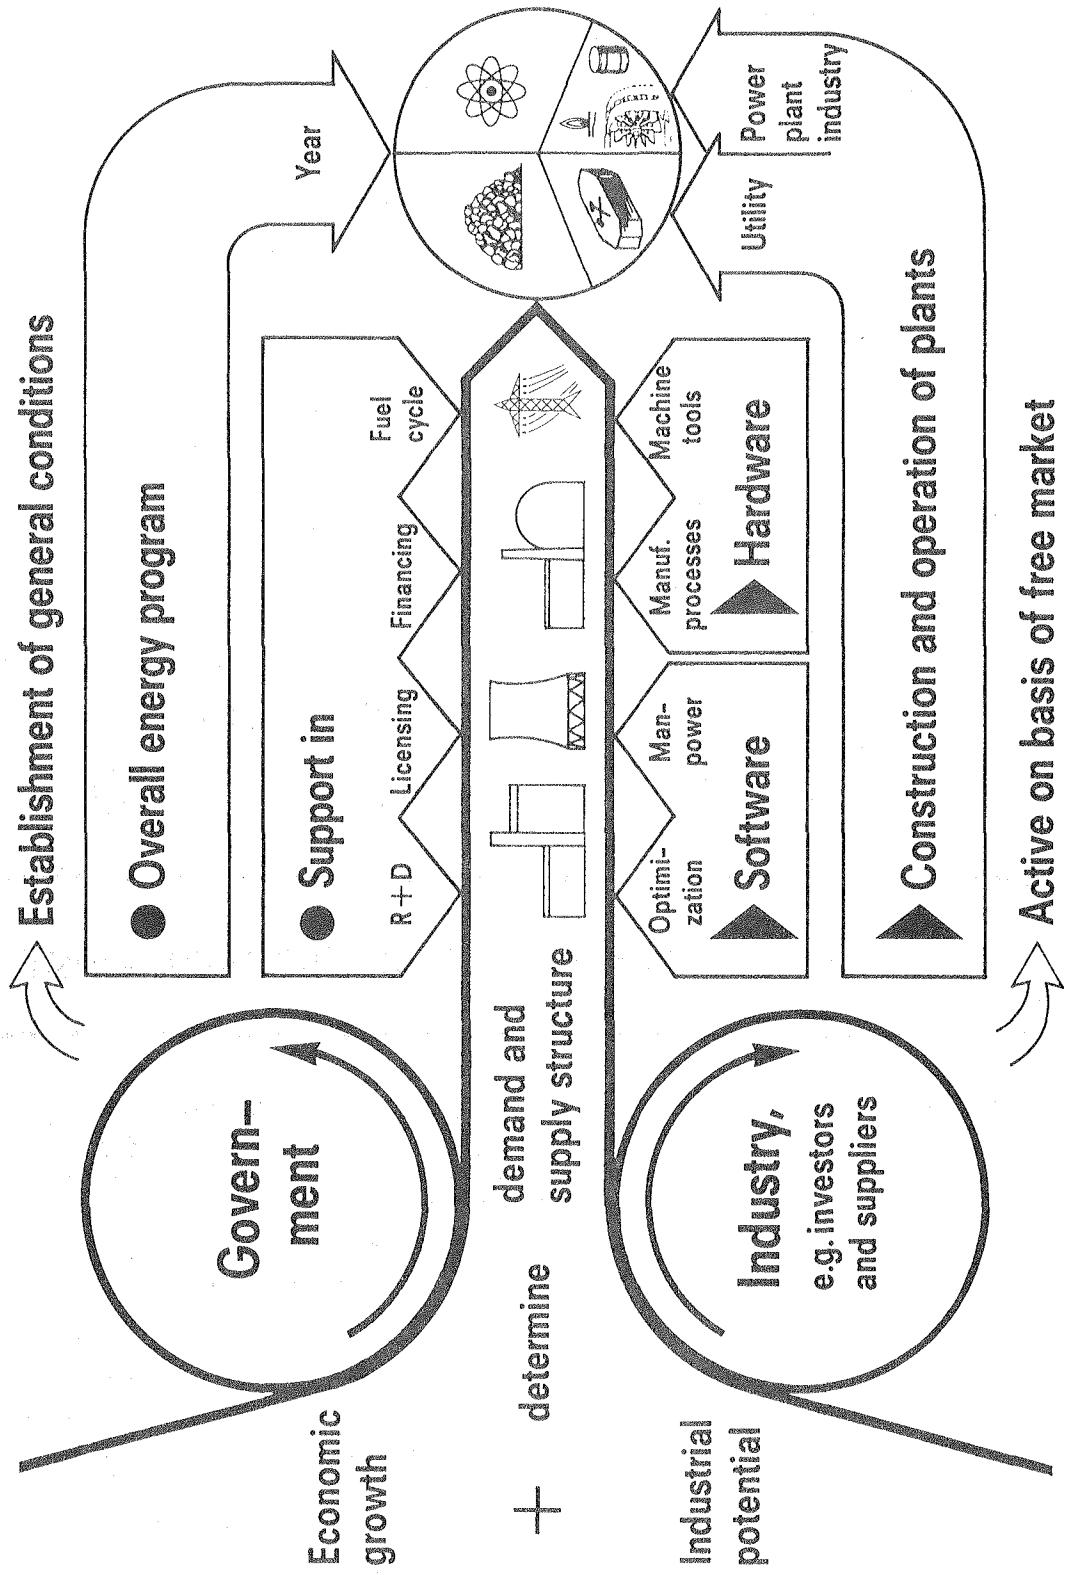 Establishment of general conditions
Overall energy program
Year
Support in
R+D
Licensing
Financing
Fuel
cycle
Govern–
ment
Economic
growth
+
determine
demand and
supply structure
Industrial
potential
Industry,
e.g. investors
and suppliers
Optimi–
zation
Man–
power
Manuf.
processes
Machine
tools
Software
Hardware
Utility
Power
plant
industry
Construction and operation of plants
Active on basis of free market